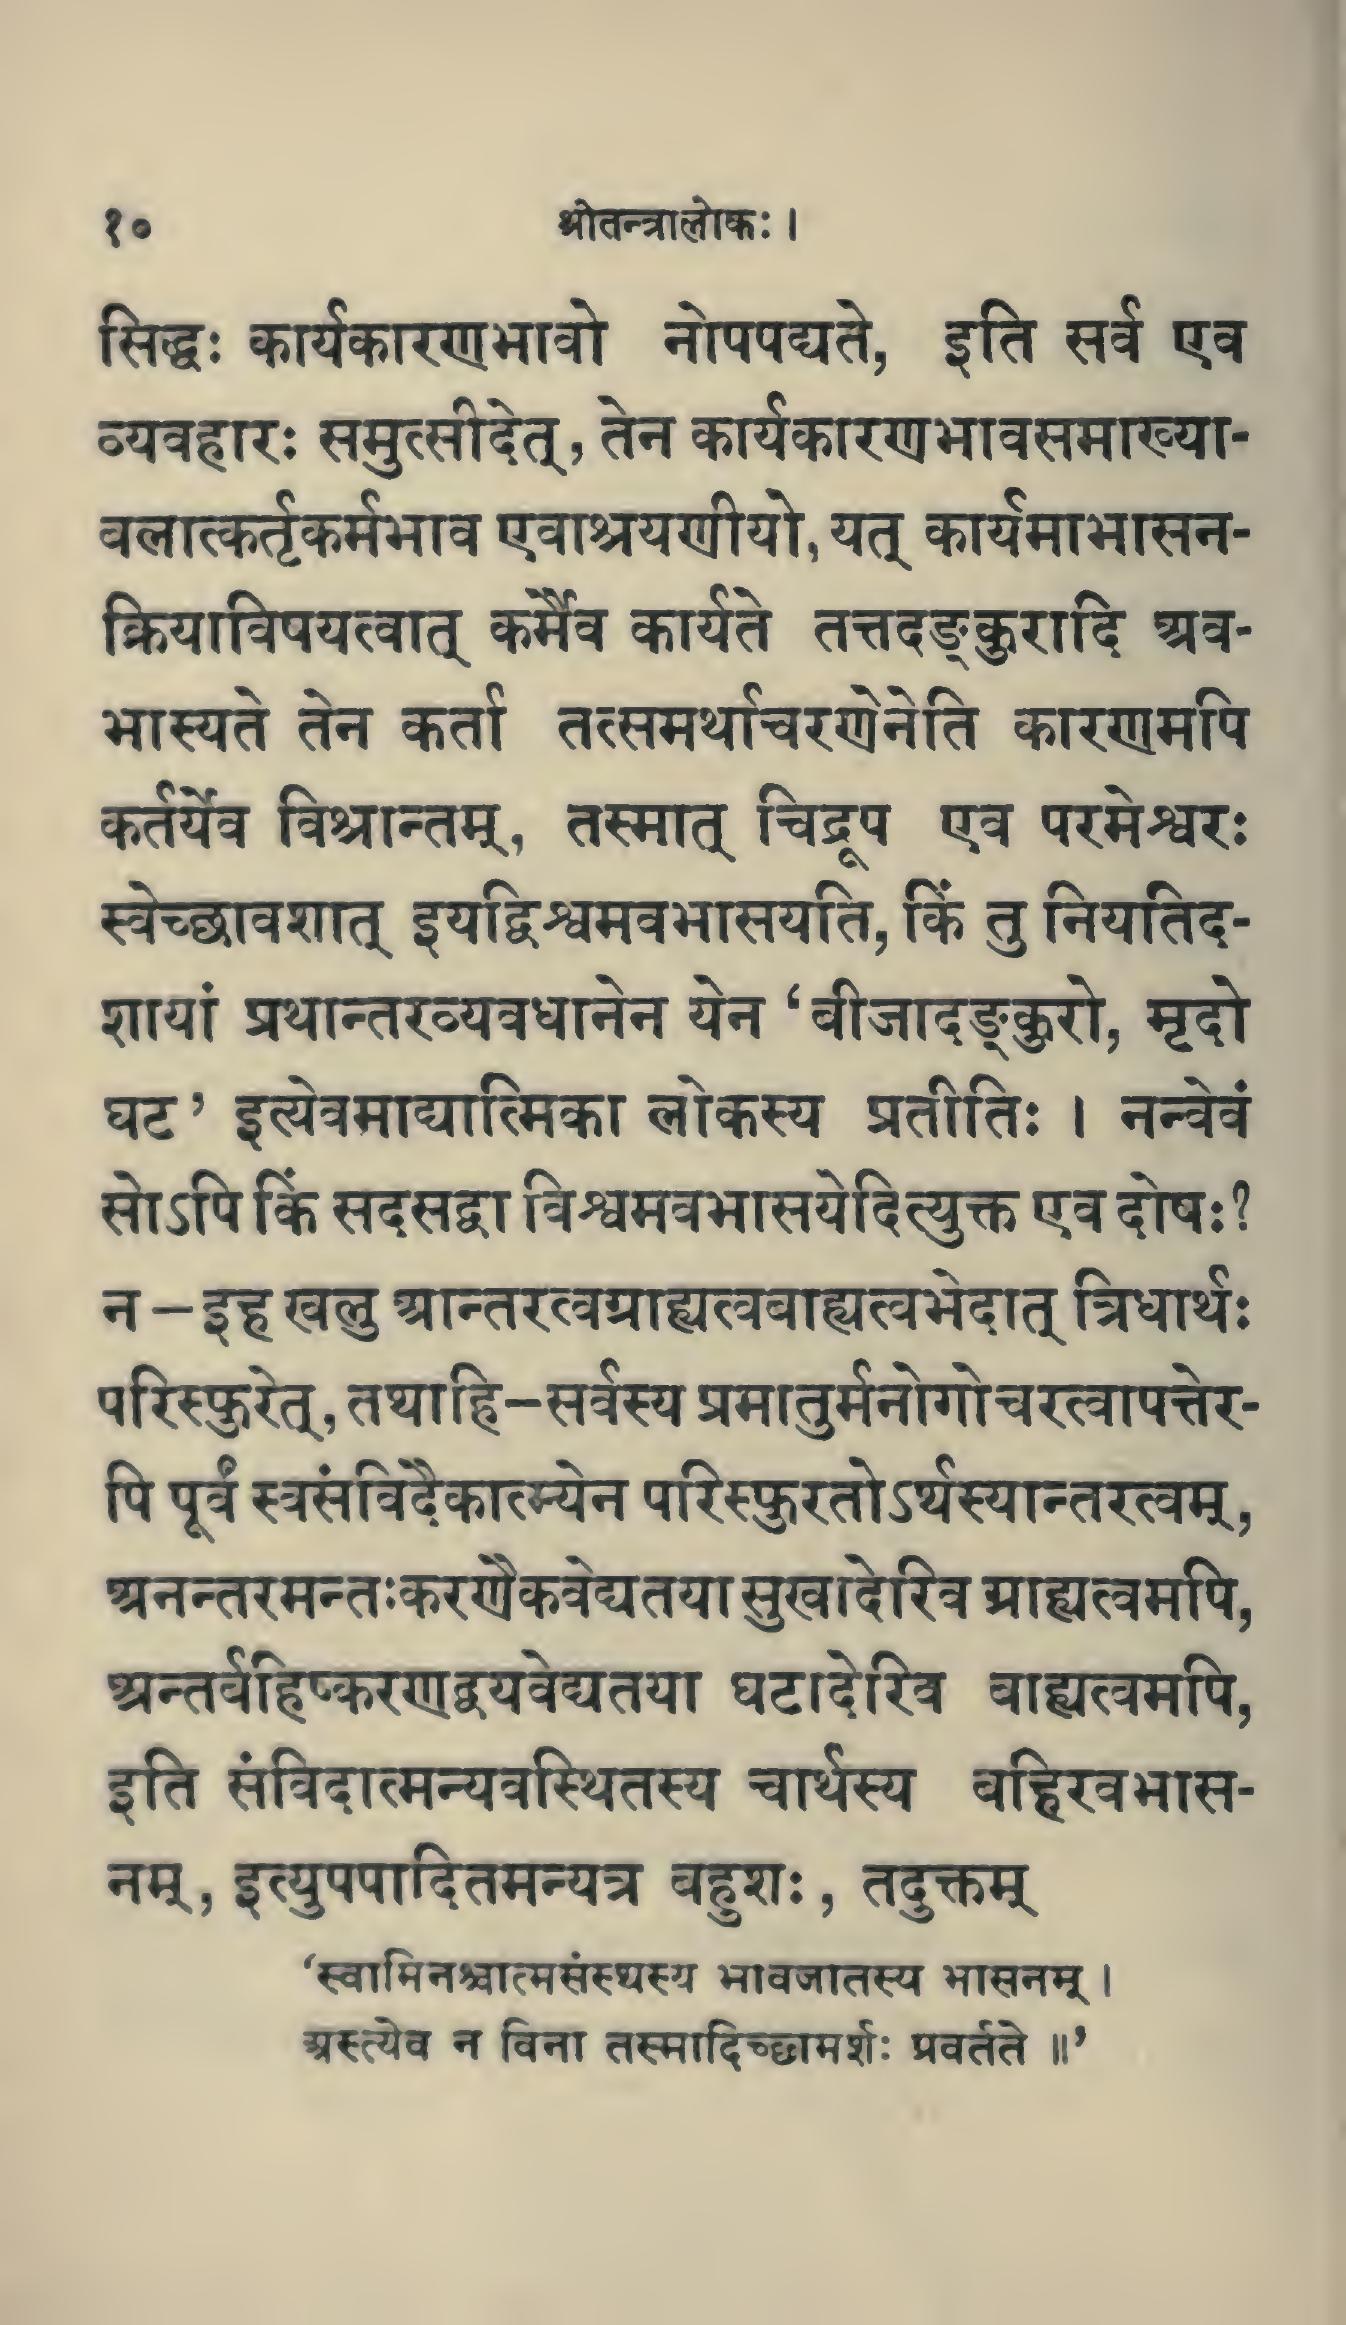 १०
श्रीतन्त्रालोकः ।
सिद्धः कार्यकारणभावो नोपपद्यते, इति सर्व एव
व्यवहारः समुत्सीदेत्, तेन कार्यकारणभावसमाख्या-
बलात्कर्तृकर्मभाव एवाश्रयणीयो, यत् कार्यमाभासन-
क्रियाविषयत्वात् कर्मैव कार्यते तत्तदङ्कुरादि अव-
भास्यते तेन कर्ता तत्समर्थाचरणेनेति कारणमपि
कर्तर्येव विश्रान्तम्, तस्मात् चिद्रूप एव परमेश्वरः
स्वेच्छावशात् इयद्विश्वमवभासयति, किं तु नियतिद-
शायां प्रथान्तरव्यवधानेन येन ‘बीजादङ्कुरो, मृदो
घट’ इत्येवमाद्यात्मिका लोकस्य प्रतीतिः । नन्वेवं
सोऽपि किं सदसद्वा विश्वमवभासयेदित्युक्त एव दोषः?
न – इह खलु आन्तरत्वग्राह्यत्वबाह्यत्वभेदात् त्रिधार्थः
परिस्फुरेत्, तथाहि–सर्वस्य प्रमातुर्मनोगोचरत्वापत्तेर-
पि पूर्वं स्वसंविदैकात्म्येन परिस्फुरतोऽर्थस्यान्तरत्वम्,
अनन्तरमन्तःकरणैकवेद्यतया सुखादेरिव ग्राह्यत्वमपि,
अन्तर्बहिष्करणद्वयवेद्यतया घटादेरिव बाह्यत्वमपि,
इति संविदात्मन्यवस्थितस्य चार्थस्य बहिरवभास-
नम्, इत्युपपादितमन्यत्र बहुशः, तदुक्तम्
‘स्वामिनश्चात्मसंस्थस्य भावजातस्य भासनम् ।
अस्त्येव न विना तस्मादिच्छामर्शः प्रवर्तते ॥’